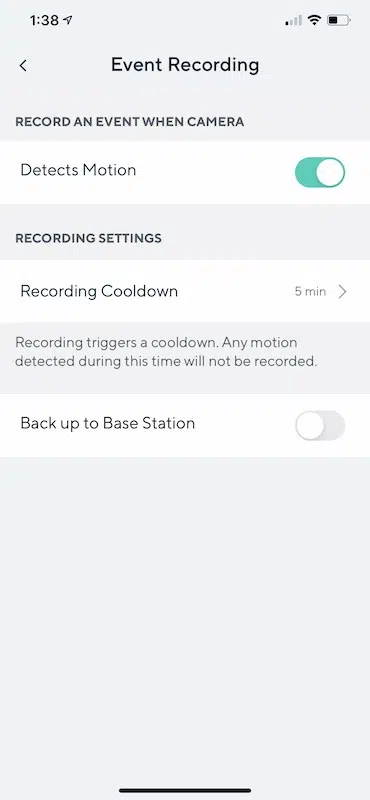 1:38
Event Recording
RECORD AN EVENT WHEN CAMERA
Detects Motion
RECORDING SETTINGS
Recording Cooldown 5 min
Recording triggers a cooldown. Any motion
detected during this time will not be recorded.
Back up to Base Station